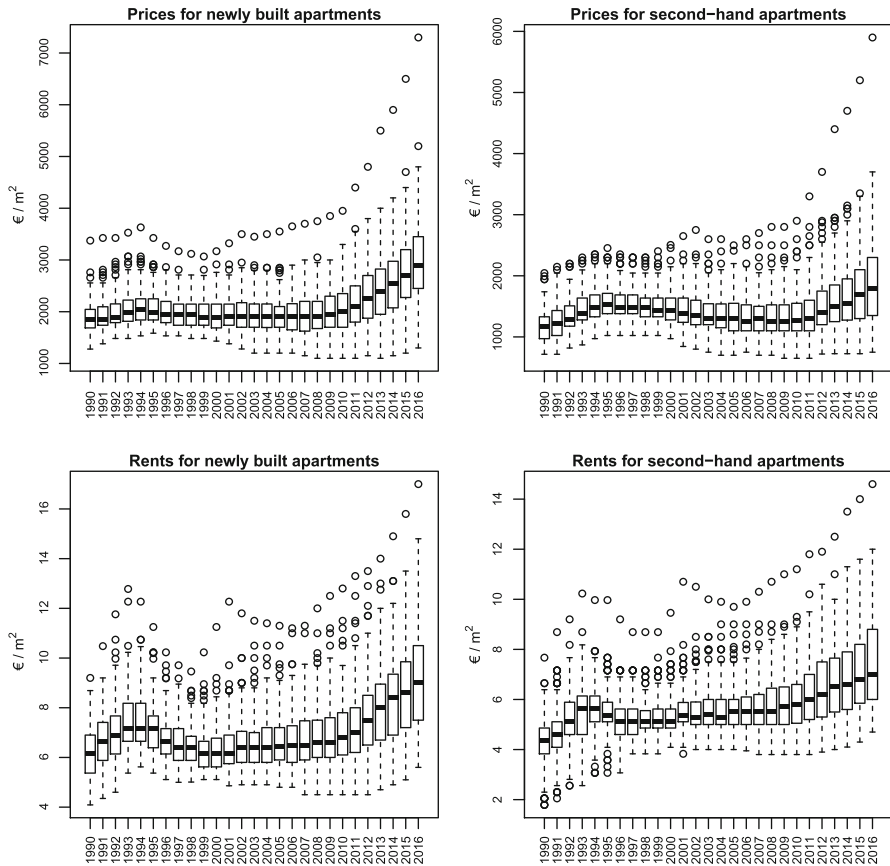 Prices for newly built apartments
€ / m²
7000
6000
5000
4000
3000
2000
1000
1990 1991 1992 1993 1994 1995 1996 1997 1998 1999 2000 2001 2002 2003 2004 2005 2006 2007 2008 2009 2010 2011 2012 2013 2014 2015 2016
Prices for second−hand apartments
€ / m²
6000
5000
4000
3000
2000
1000
1990 1991 1992 1993 1994 1995 1996 1997 1998 1999 2000 2001 2002 2003 2004 2005 2006 2007 2008 2009 2010 2011 2012 2013 2014 2015 2016
Rents for newly built apartments
€ / m²
16
14
12
10
8
6
4
1990 1991 1992 1993 1994 1995 1996 1997 1998 1999 2000 2001 2002 2003 2004 2005 2006 2007 2008 2009 2010 2011 2012 2013 2014 2015 2016
Rents for second−hand apartments
€ / m²
14
12
10
8
6
4
2
1990 1991 1992 1993 1994 1995 1996 1997 1998 1999 2000 2001 2002 2003 2004 2005 2006 2007 2008 2009 2010 2011 2012 2013 2014 2015 2016